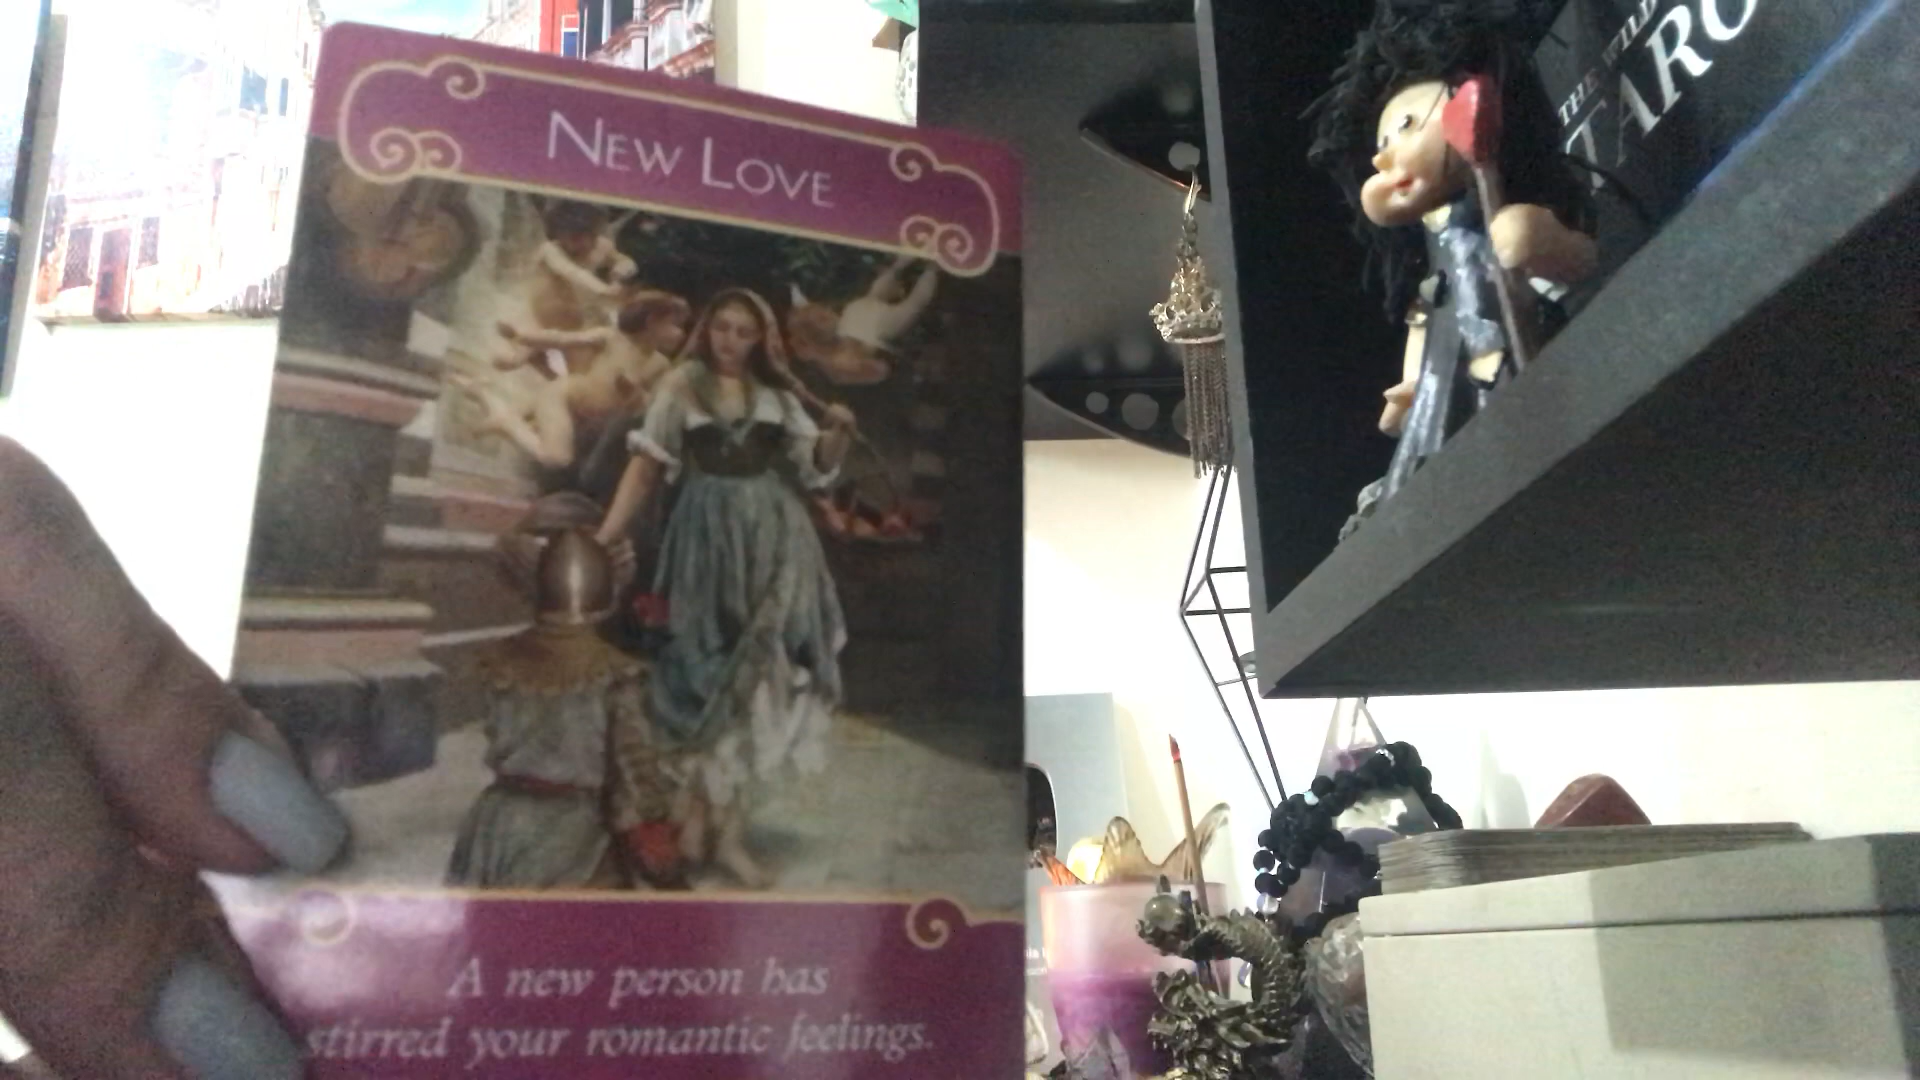 NEW LOVE
A new person has
stirred your romantic feelings.
THE WILD
TARO